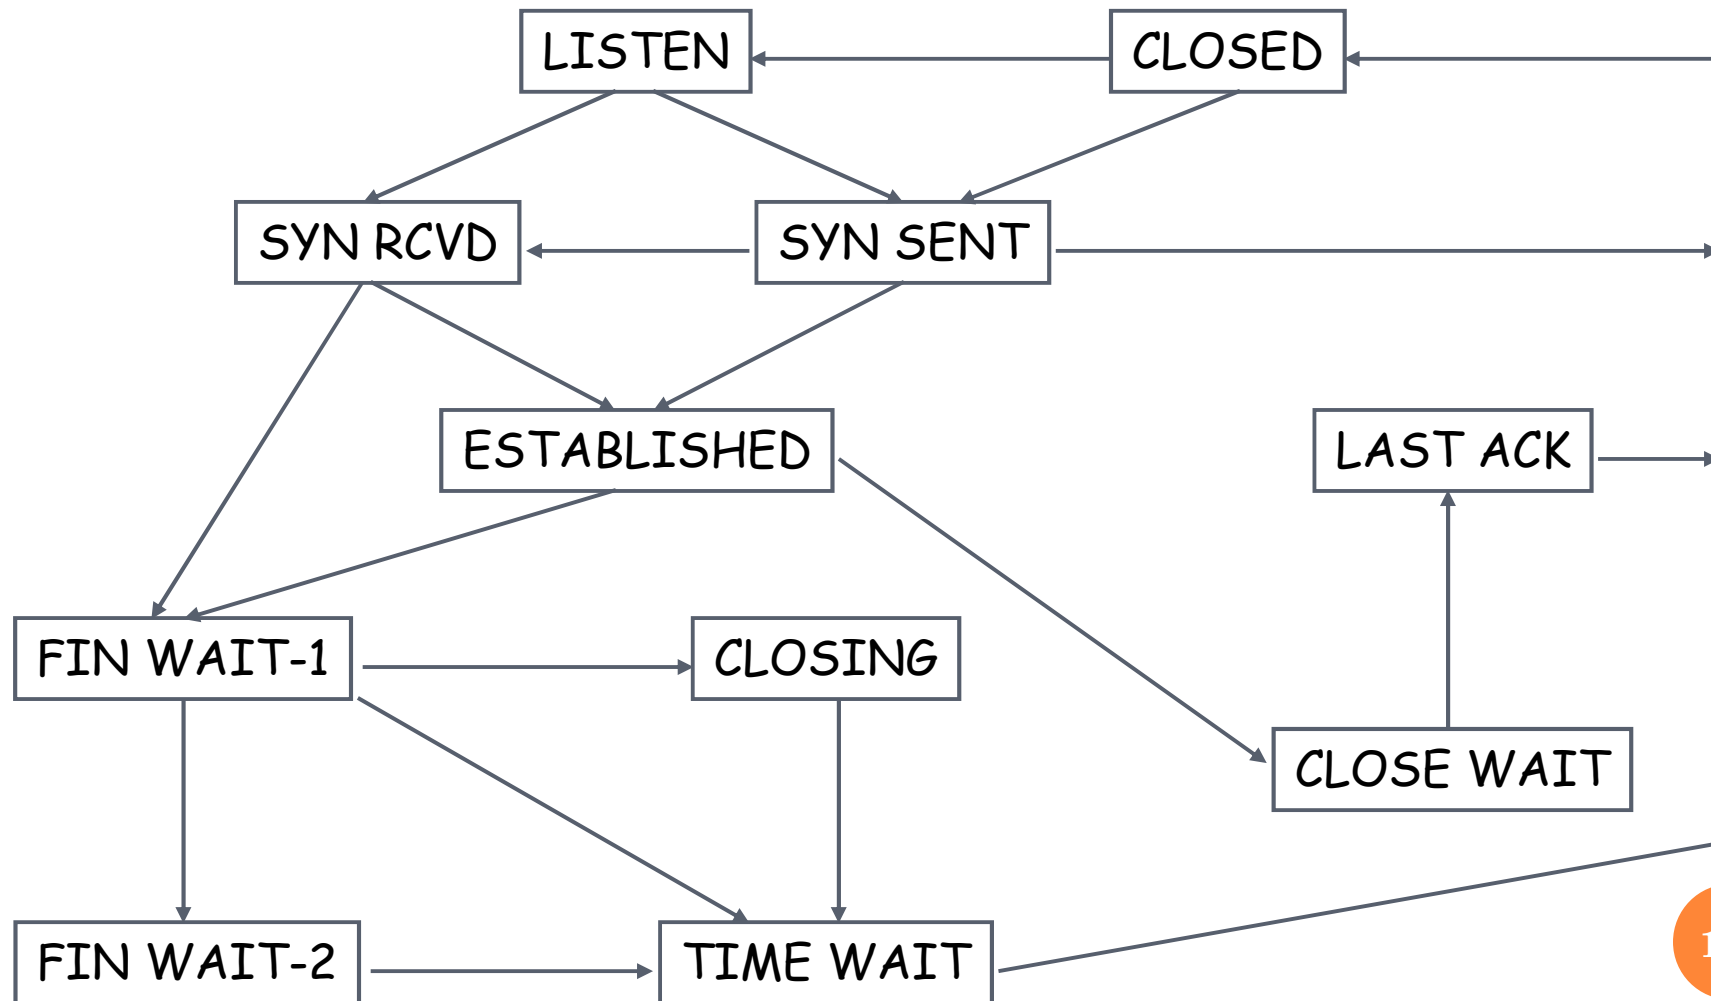 LISTEN
CLOSED
SYN RCVD
SYN SENT
ESTABLISHED
LAST ACK
FIN WAIT-1
CLOSING
CLOSE WAIT
FIN WAIT-2
TIME WAIT